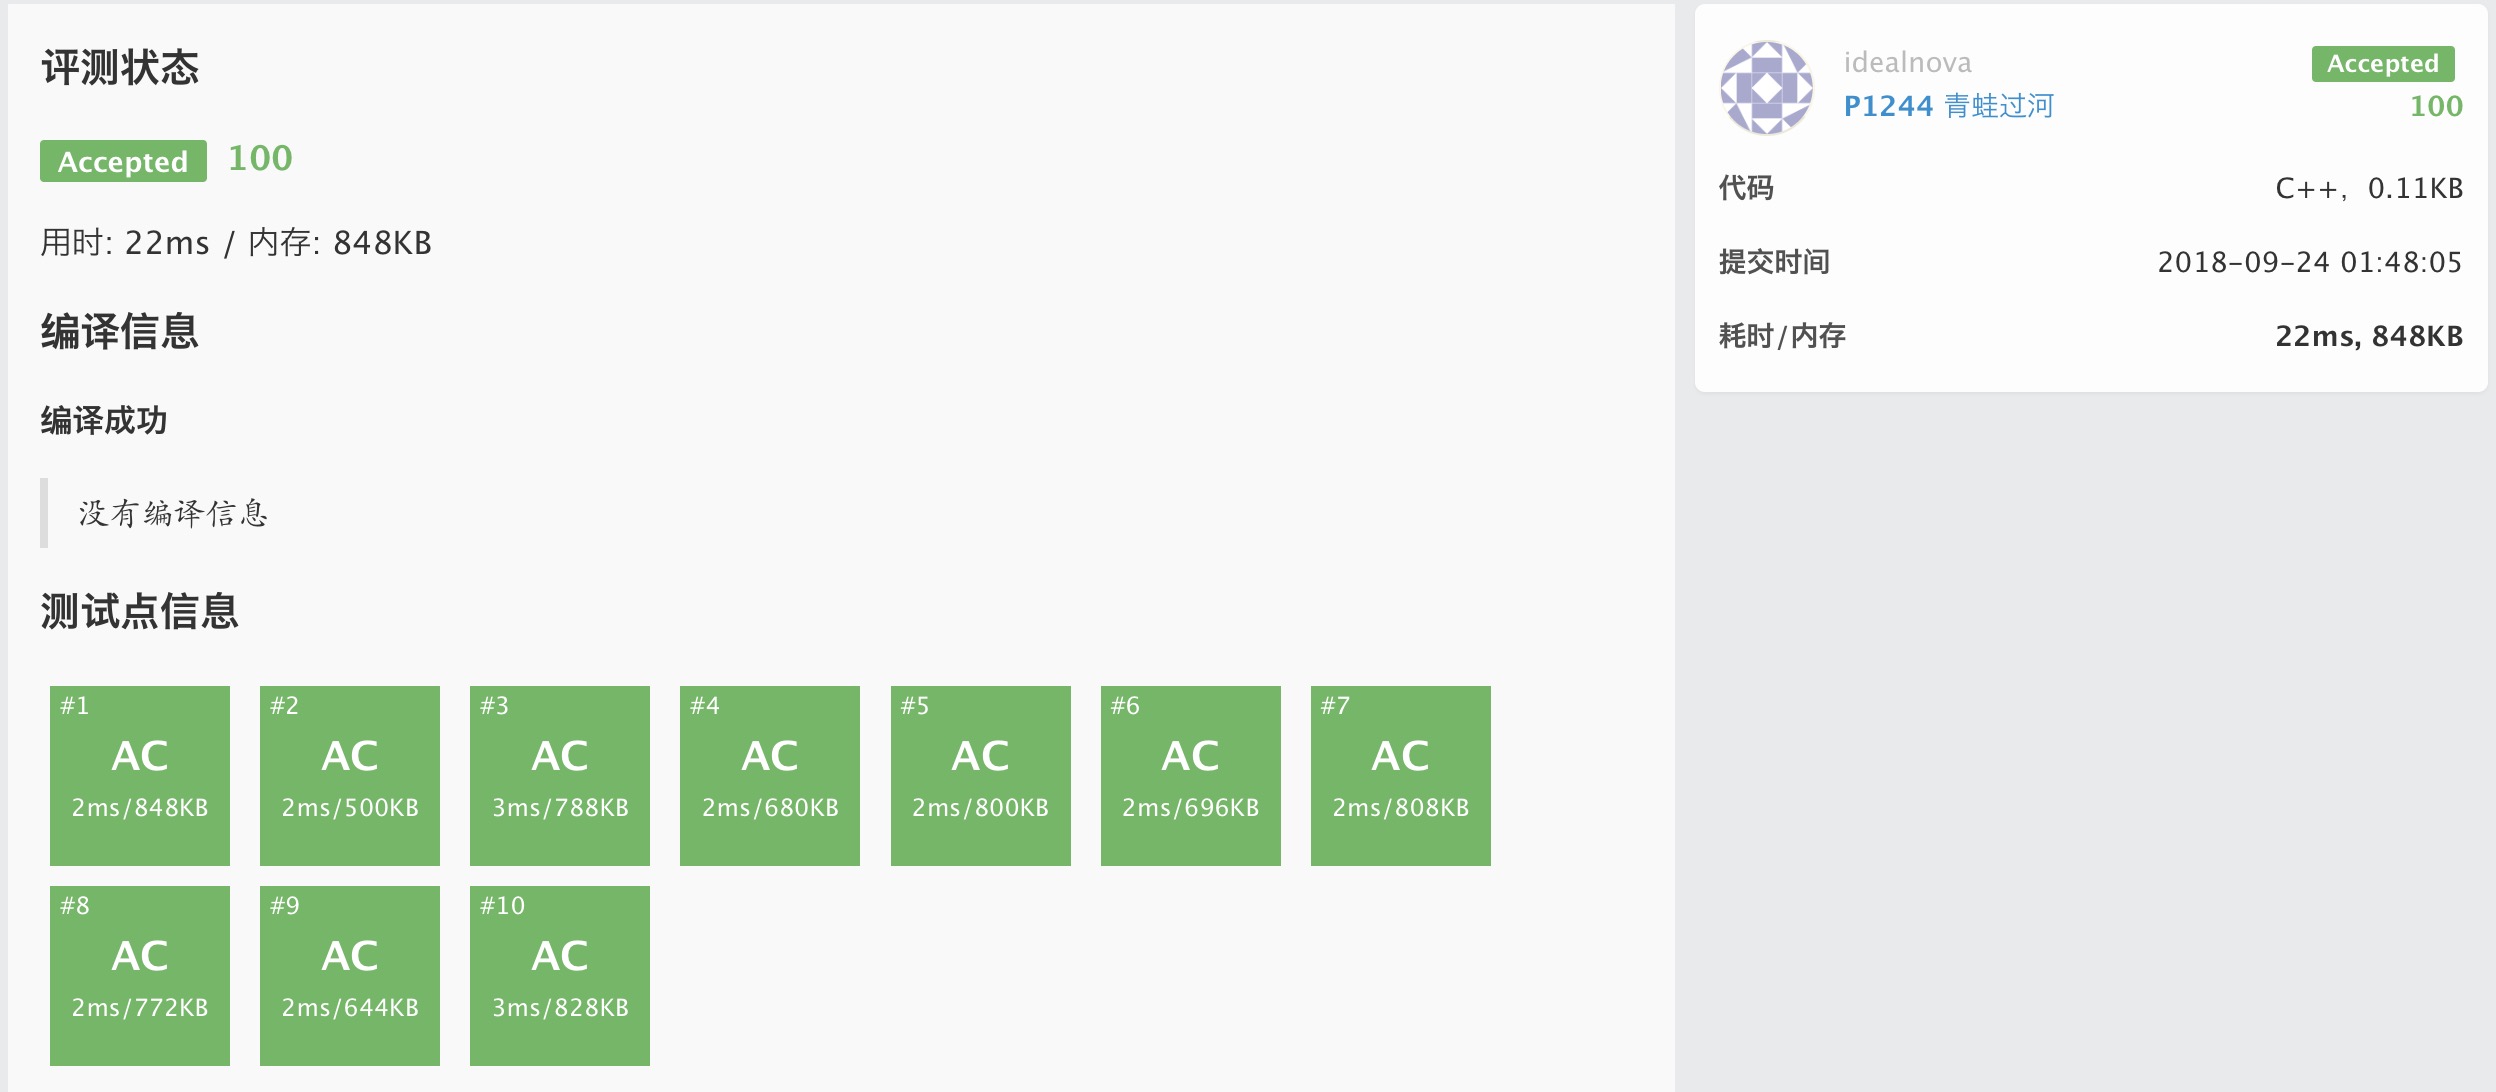 评测状态
Accepted 100
用时: 22ms / 内存: 848KB
编译信息
编译成功
没有编译信息
测试点信息
#1
AC
2ms/848KB
#2
AC
2ms/500KB
#3
AC
3ms/788KB
#4
AC
2ms/680KB
#5
AC
2ms/800KB
#6
AC
2ms/696KB
#7
AC
2ms/808KB
#8
AC
2ms/772KB
#9
AC
2ms/644KB
#10
AC
3ms/828KB
idealnova Accepted
P1244 青蛙过河 100
代码 C++，0.11KB
提交时间 2018-09-24 01:48:05
耗时/内存 22ms, 848KB